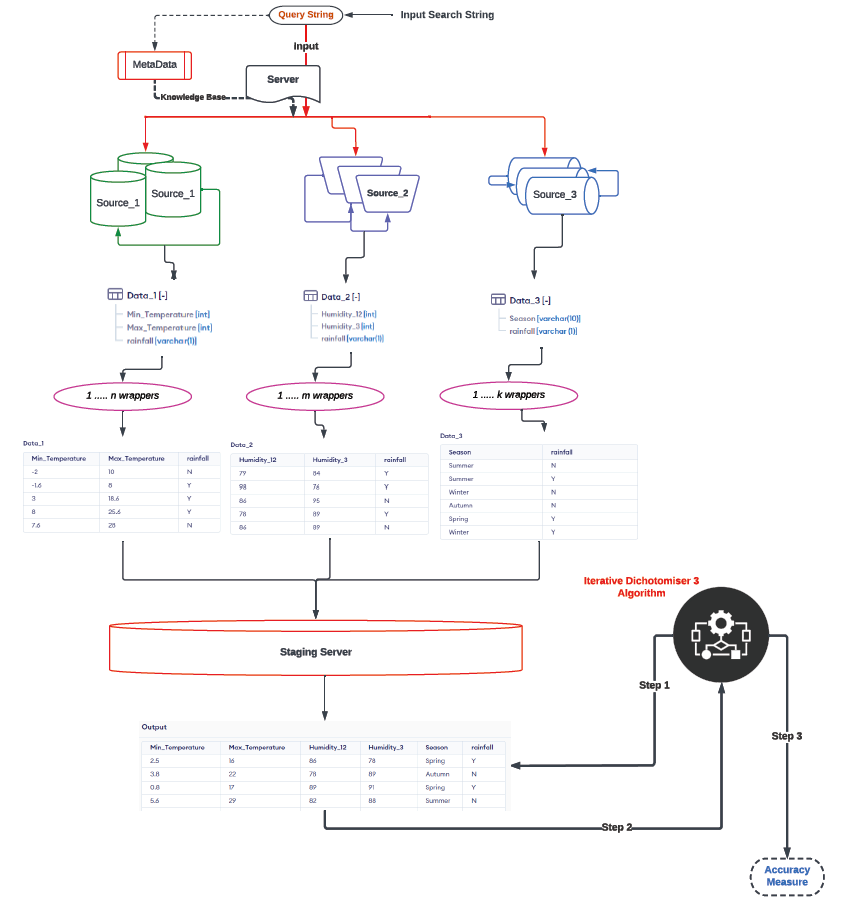 Query String
Input Search String
Input
MetaData
Server
Knowledge Base
Source_1
Source_1
Source_2
Source_3
Data_1 [-]
Min_Temperature [int]
Max_Temperature [int]
rainfall [varchar(1)]
Data_2 [-]
Humidity_12 [int]
Humidity_3 [int]
rainfall [varchar(1)]
Data_3 [-]
Season [varchar(10)]
rainfall [varchar (1)]
1 ..... n wrappers
1 ..... m wrappers
1 ..... k wrappers
Data_1
Min_Temperature Max_Temperature rainfall
-2 10 N
-1.6 8 Y
3 18.6 Y
8 25.6 Y
7.6 28 N
Data_2
Humidity_12 Humidity_3 rainfall
79 84 Y
98 76 Y
86 95 N
78 89 Y
86 89 N
Data_3
Season rainfall
Summer N
Summer Y
Winter N
Autumn N
Spring Y
Winter Y
Iterative Dichotomiser 3
Algorithm
Staging Server
Step 1
Step 3
Output
Min_Temperature Max_Temperature Humidity_12 Humidity_3 Season rainfall
2.5 16 86 78 Spring Y
3.8 22 78 89 Autumn N
0.8 17 89 91 Spring Y
5.6 29 82 88 Summer N
Step 2
Accuracy
Measure